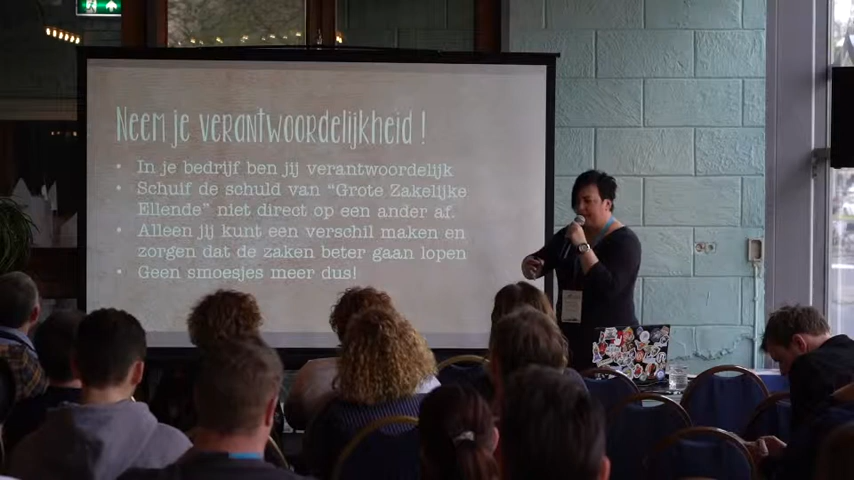 Neem je verantwoordelijkheid !
• In je bedrijf ben jij verantwoordelijk
• Schuif de schuld van "Grote Zakelijke
Ellende" niet direct op een ander af.
• Alleen jij kunt een verschil maken en
zorgen dat de zaken beter gaan lopen
• Geen smoesjes meer dus!